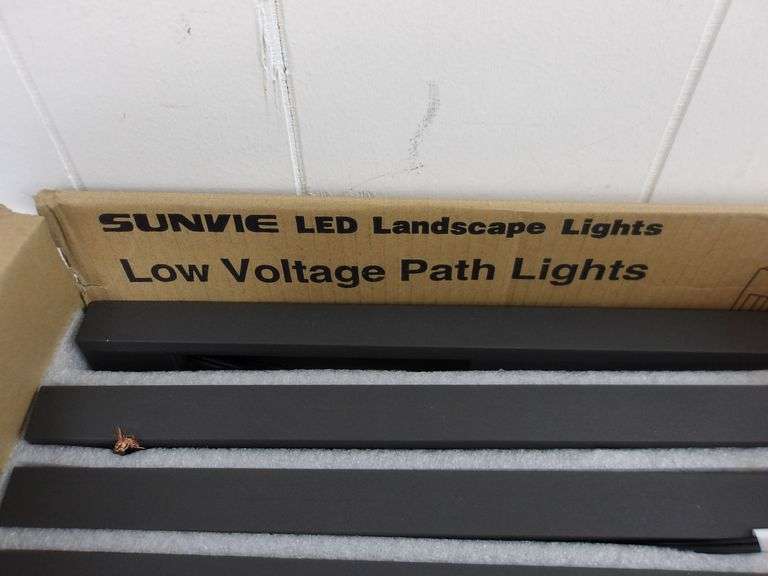 SUNVIE LED Landscape Lights
Low Voltage Path Lights